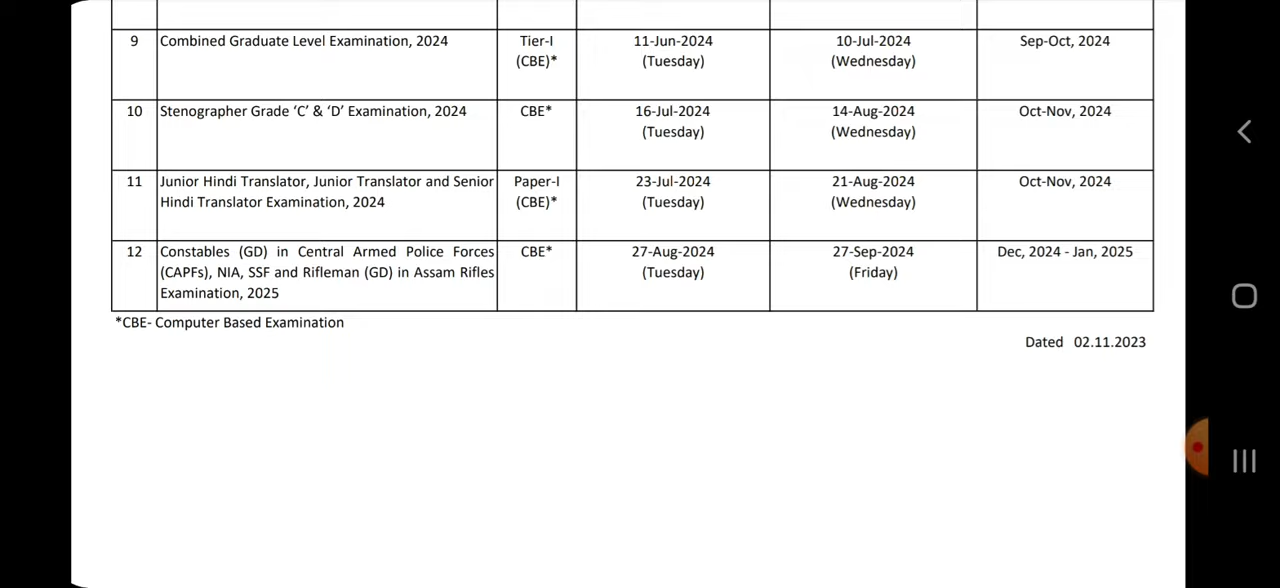 9 Combined Graduate Level Examination, 2024 Tier-I 11-Jun-2024 10-Jul-2024 Sep-Oct, 2024
(CBE)* (Tuesday) (Wednesday)
10 Stenographer Grade ‘C’ & ‘D’ Examination, 2024 CBE* 16-Jul-2024 14-Aug-2024 Oct-Nov, 2024
(Tuesday) (Wednesday)
11 Junior Hindi Translator, Junior Translator and Senior Paper-I 23-Jul-2024 21-Aug-2024 Oct-Nov, 2024
Hindi Translator Examination, 2024 (CBE)* (Tuesday) (Wednesday)
12 Constables (GD) in Central Armed Police Forces CBE* 27-Aug-2024 27-Sep-2024 Dec, 2024 - Jan, 2025
(CAPFs), NIA, SSF and Rifleman (GD) in Assam Rifles (Tuesday) (Friday)
Examination, 2025
*CBE- Computer Based Examination
Dated 02.11.2023